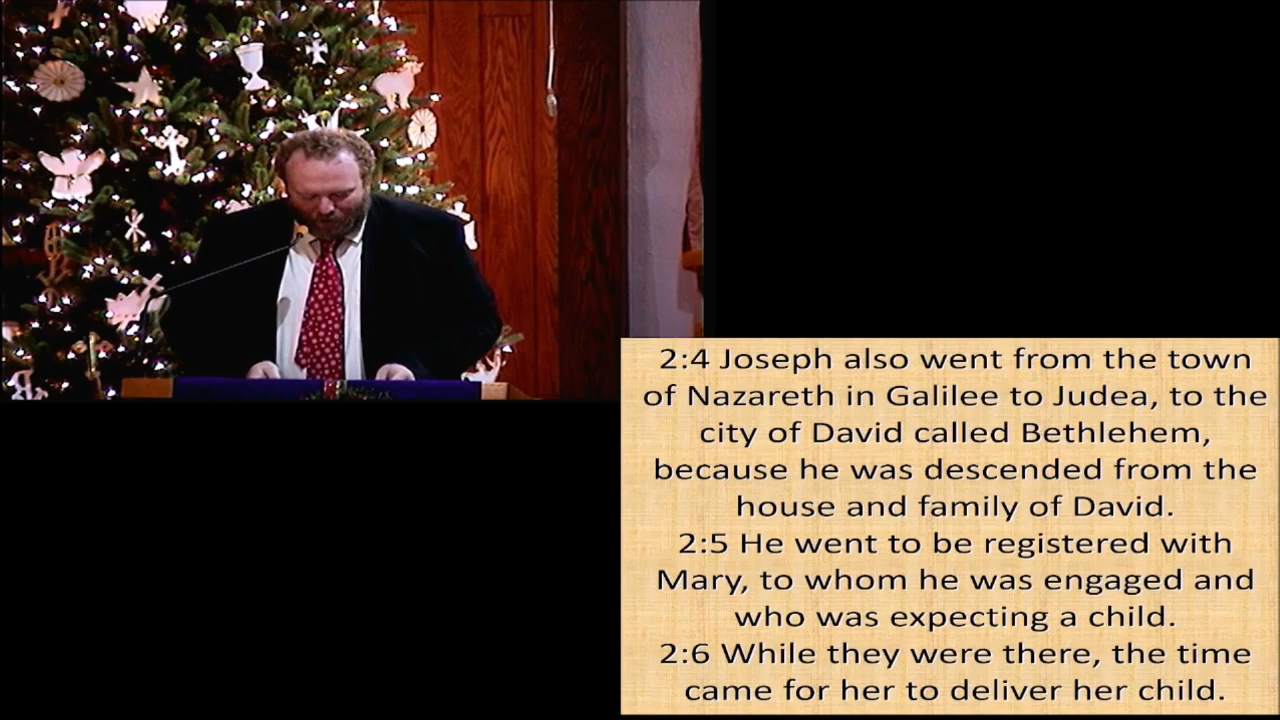 2:4 Joseph also went from the town
of Nazareth in Galilee to Judea, to the
city of David called Bethlehem,
because he was descended from the
house and family of David.
2:5 He went to be registered with
Mary, to whom he was engaged and
who was expecting a child.
2:6 While they were there, the time
came for her to deliver her child.